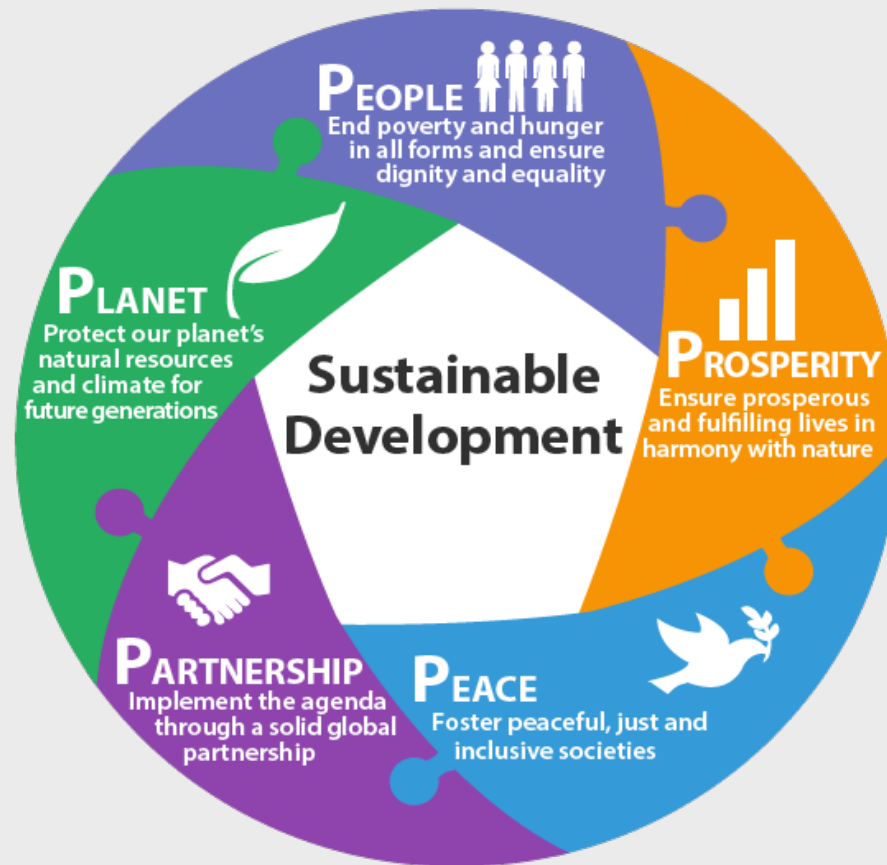 PEOPLE
End poverty and hunger
in all forms and ensure
dignity and equality
PROSPERITY
Ensure prosperous
and fulfilling lives in
harmony with nature
PEACE
Foster peaceful, just and
inclusive societies
PARTNERSHIP
Implement the agenda
through a solid global
partnership
PLANET
Protect our planet's
natural resources
and climate for
future generations
Sustainable
Development